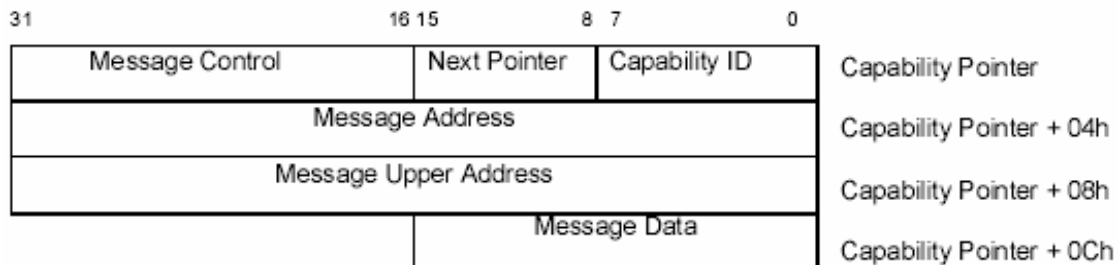 31 16 15 8 7 0
Message Control Next Pointer Capability ID Capability Pointer
Message Address Capability Pointer + 04h
Message Upper Address Capability Pointer + 08h
Message Data Capability Pointer + 0Ch